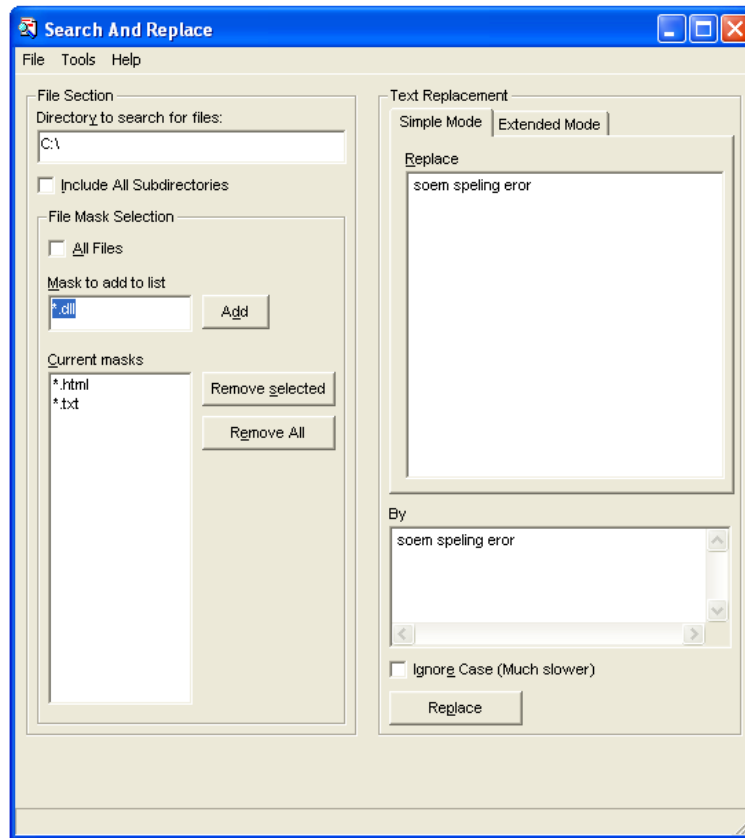 Search And Replace
File Tools Help
File Section
Directory to search for files:
C:\
Include All Subdirectories
File Mask Selection
All Files
Mask to add to list
*.dll
Add
Current masks
*.html
*.txt
Remove selected
Remove All
Text Replacement
Simple Mode
Extended Mode
Replace
soem speling eror
By
soem speling eror
Ignore Case (Much slower)
Replace